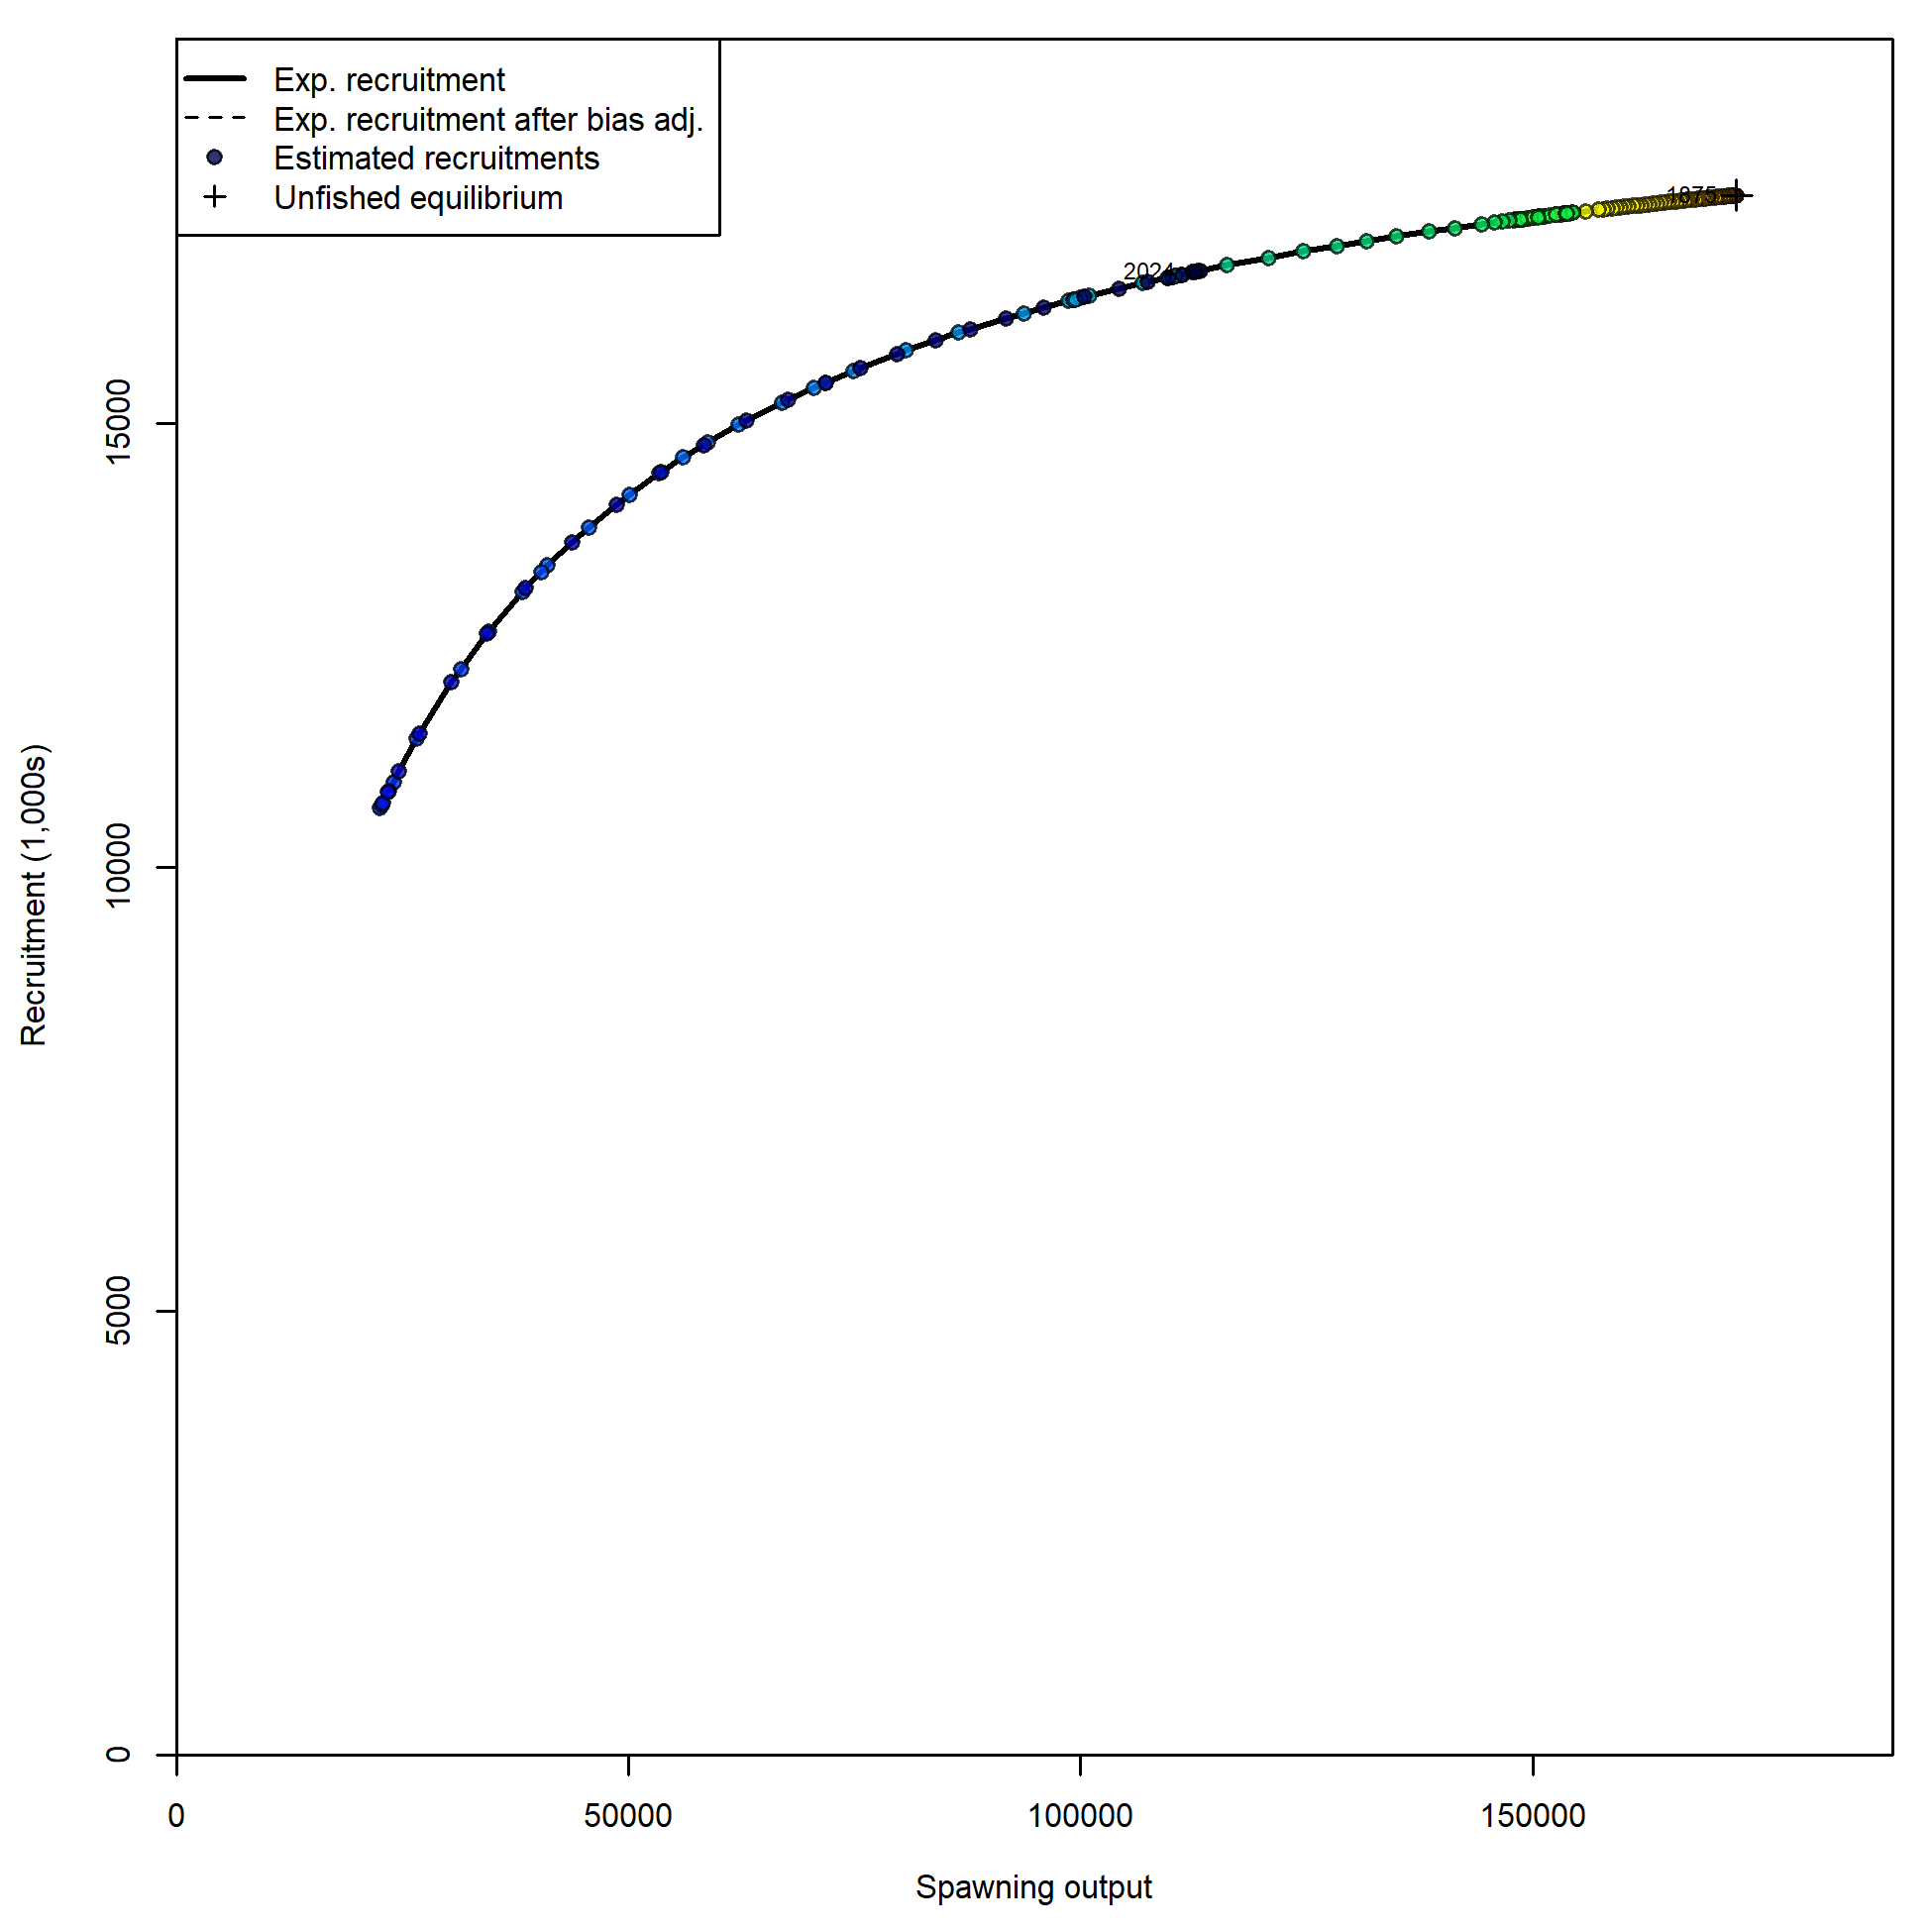 Exp. recruitment
Exp. recruitment after bias adj.
Estimated recruitments
Unfished equilibrium
1875
2024
15000
10000
5000
0
Recruitment (1,000s)
0 50000 100000 150000
Spawning output